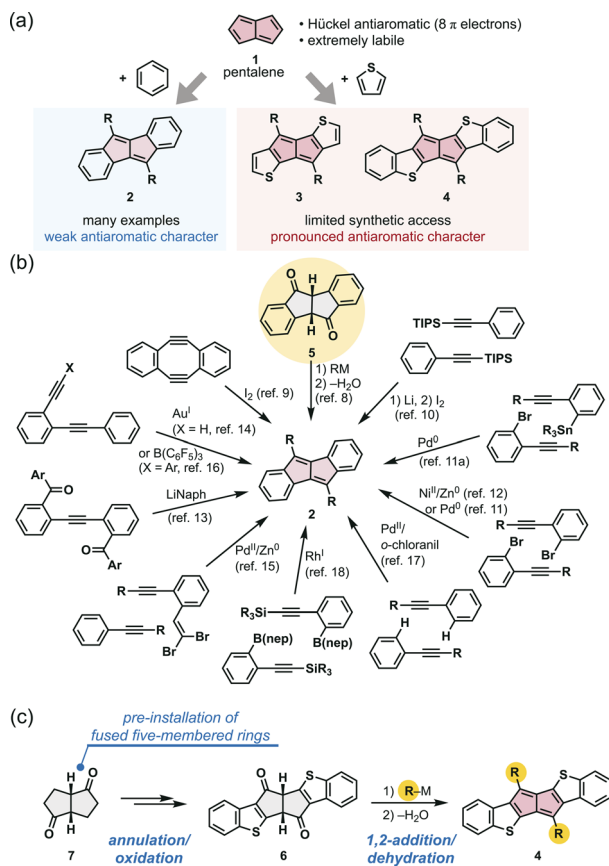 (a)
• Hückel antiaromatic (8 π electrons)
• extremely labile
1
pentalene
+
+
S
R
R
2
many examples
weak antiaromatic character
R
S
S
R
3
R
S
S
R
4
limited synthetic access
pronounced antiaromatic character
(b)
O
H
H
O
5
1) RM
2) –H₂O
(ref. 8)
TIPS
TIPS
1) Li, 2) I₂
(ref. 10)
I₂ (ref. 9)
X
Auᴵ
(X = H, ref. 14)
or B(C₆F₅)₃
(X = Ar, ref. 16)
R
Br
R₃Sn
R
Pd⁰
(ref. 11a)
R
R
2
O
Ar
O
Ar
LiNaph
(ref. 13)
Niᴵᴵ/Zn⁰ (ref. 12)
or Pd⁰ (ref. 11)
R
Br
Br
R
Pdᴵᴵ/Zn⁰
(ref. 15)
R
R
Br
Br
Rhᴵ
(ref. 18)
R₃Si
B(nep)
B(nep)
SiR₃
Pdᴵᴵ/
o-chloranil
(ref. 17)
R
H
H
R
(c)
pre-installation of
fused five-membered rings
H
O
O
H
7
annulation/
oxidation
O
H
S
S
H
O
6
1) R–M
2) –H₂O
1,2-addition/
dehydration
R
S
S
R
4